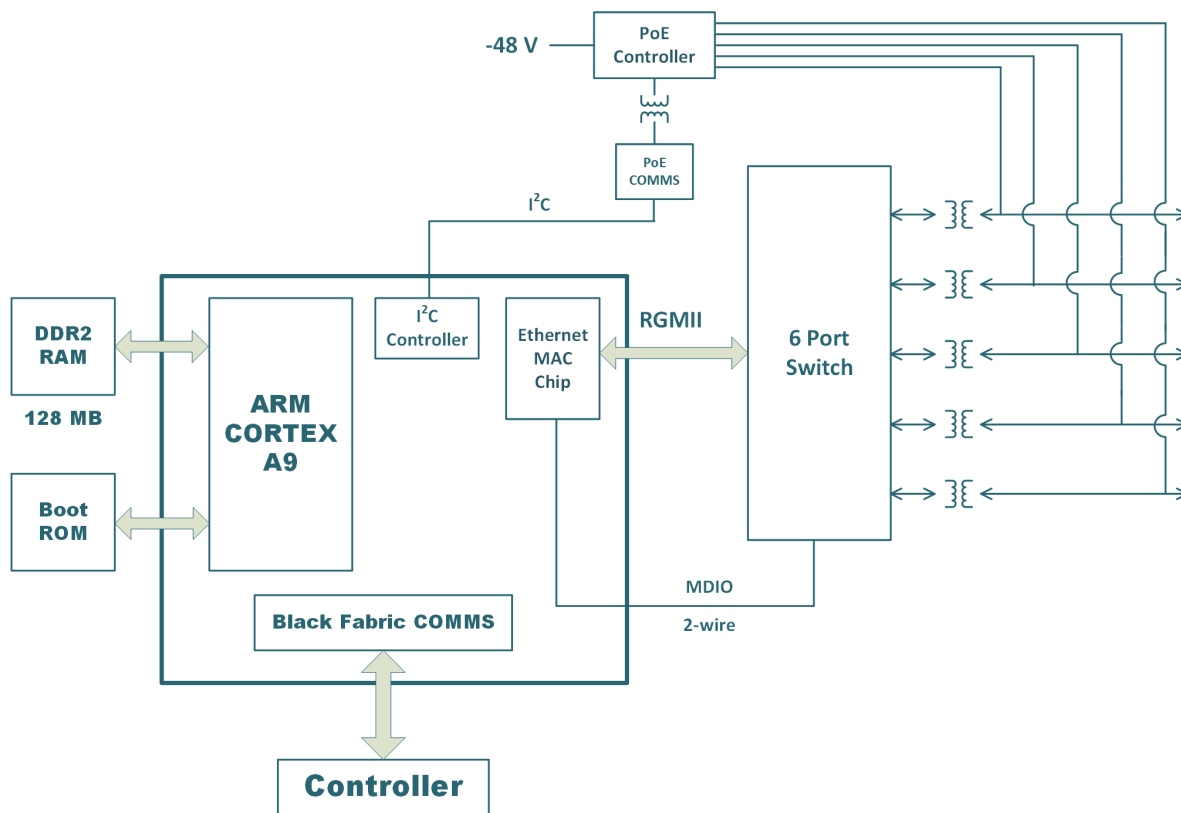 -48 V
PoE
Controller
PoE
COMMS
I²C
DDR2
RAM
128 MB
Boot
ROM
ARM
CORTEX
A9
I²C
Controller
Ethernet
MAC
Chip
RGMII
6 Port
Switch
MDIO
2-wire
Black Fabric COMMS
Controller